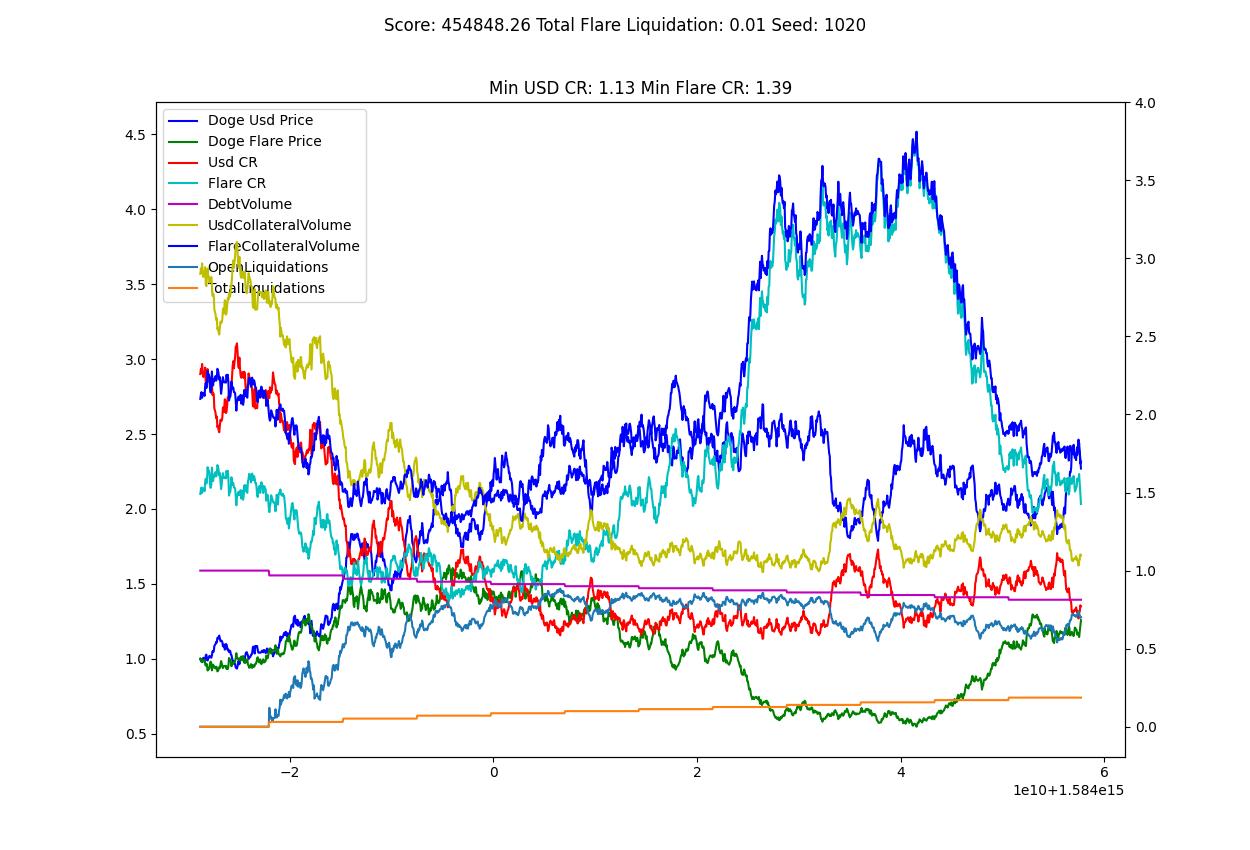 Score: 454848.26 Total Flare Liquidation: 0.01 Seed: 1020
Min USD CR: 1.13 Min Flare CR: 1.39
Doge Usd Price
Doge Flare Price
Usd CR
Flare CR
DebtVolume
UsdCollateralVolume
FlareCollateralVolume
OpenLiquidations
TotalLiquidations
4.5
4.0
3.5
3.0
2.5
2.0
1.5
1.0
0.5
4.0
3.5
3.0
2.5
2.0
1.5
1.0
0.5
0.0
−2
0
2
4
6
1e10+1.584e15